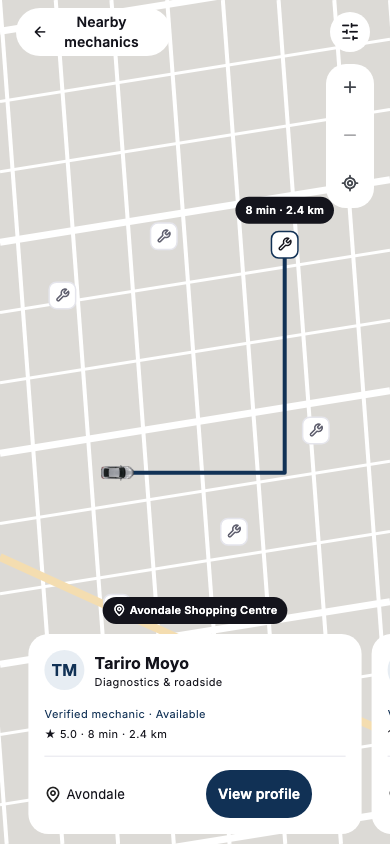 Nearby
mechanics
8 min · 2.4 km
Avondale Shopping Centre
TM
Tariro Moyo
Diagnostics & roadside
Verified mechanic · Available
★ 5.0 · 8 min · 2.4 km
Avondale
View profile